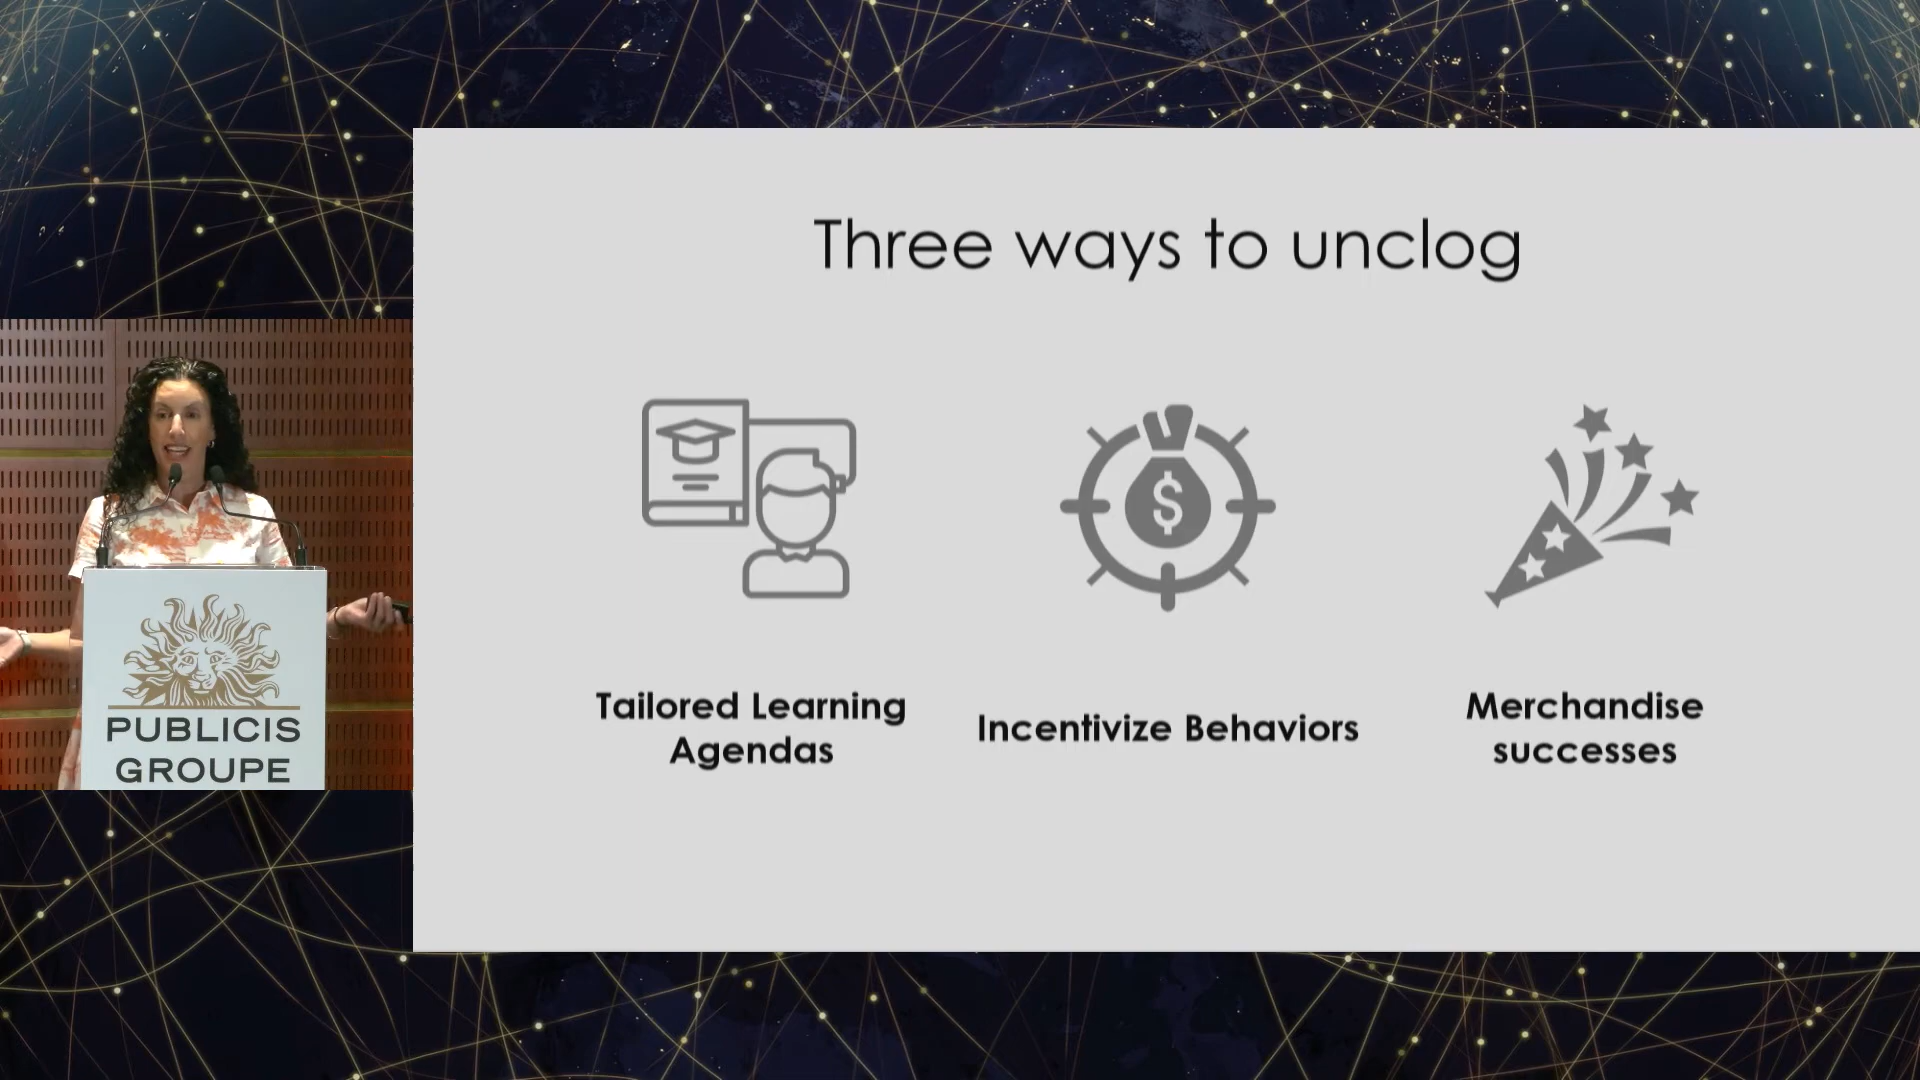 Three ways to unclog
Tailored Learning
Agendas
Incentivize Behaviors
Merchandise
successes
$
PUBLICIS
GROUPE